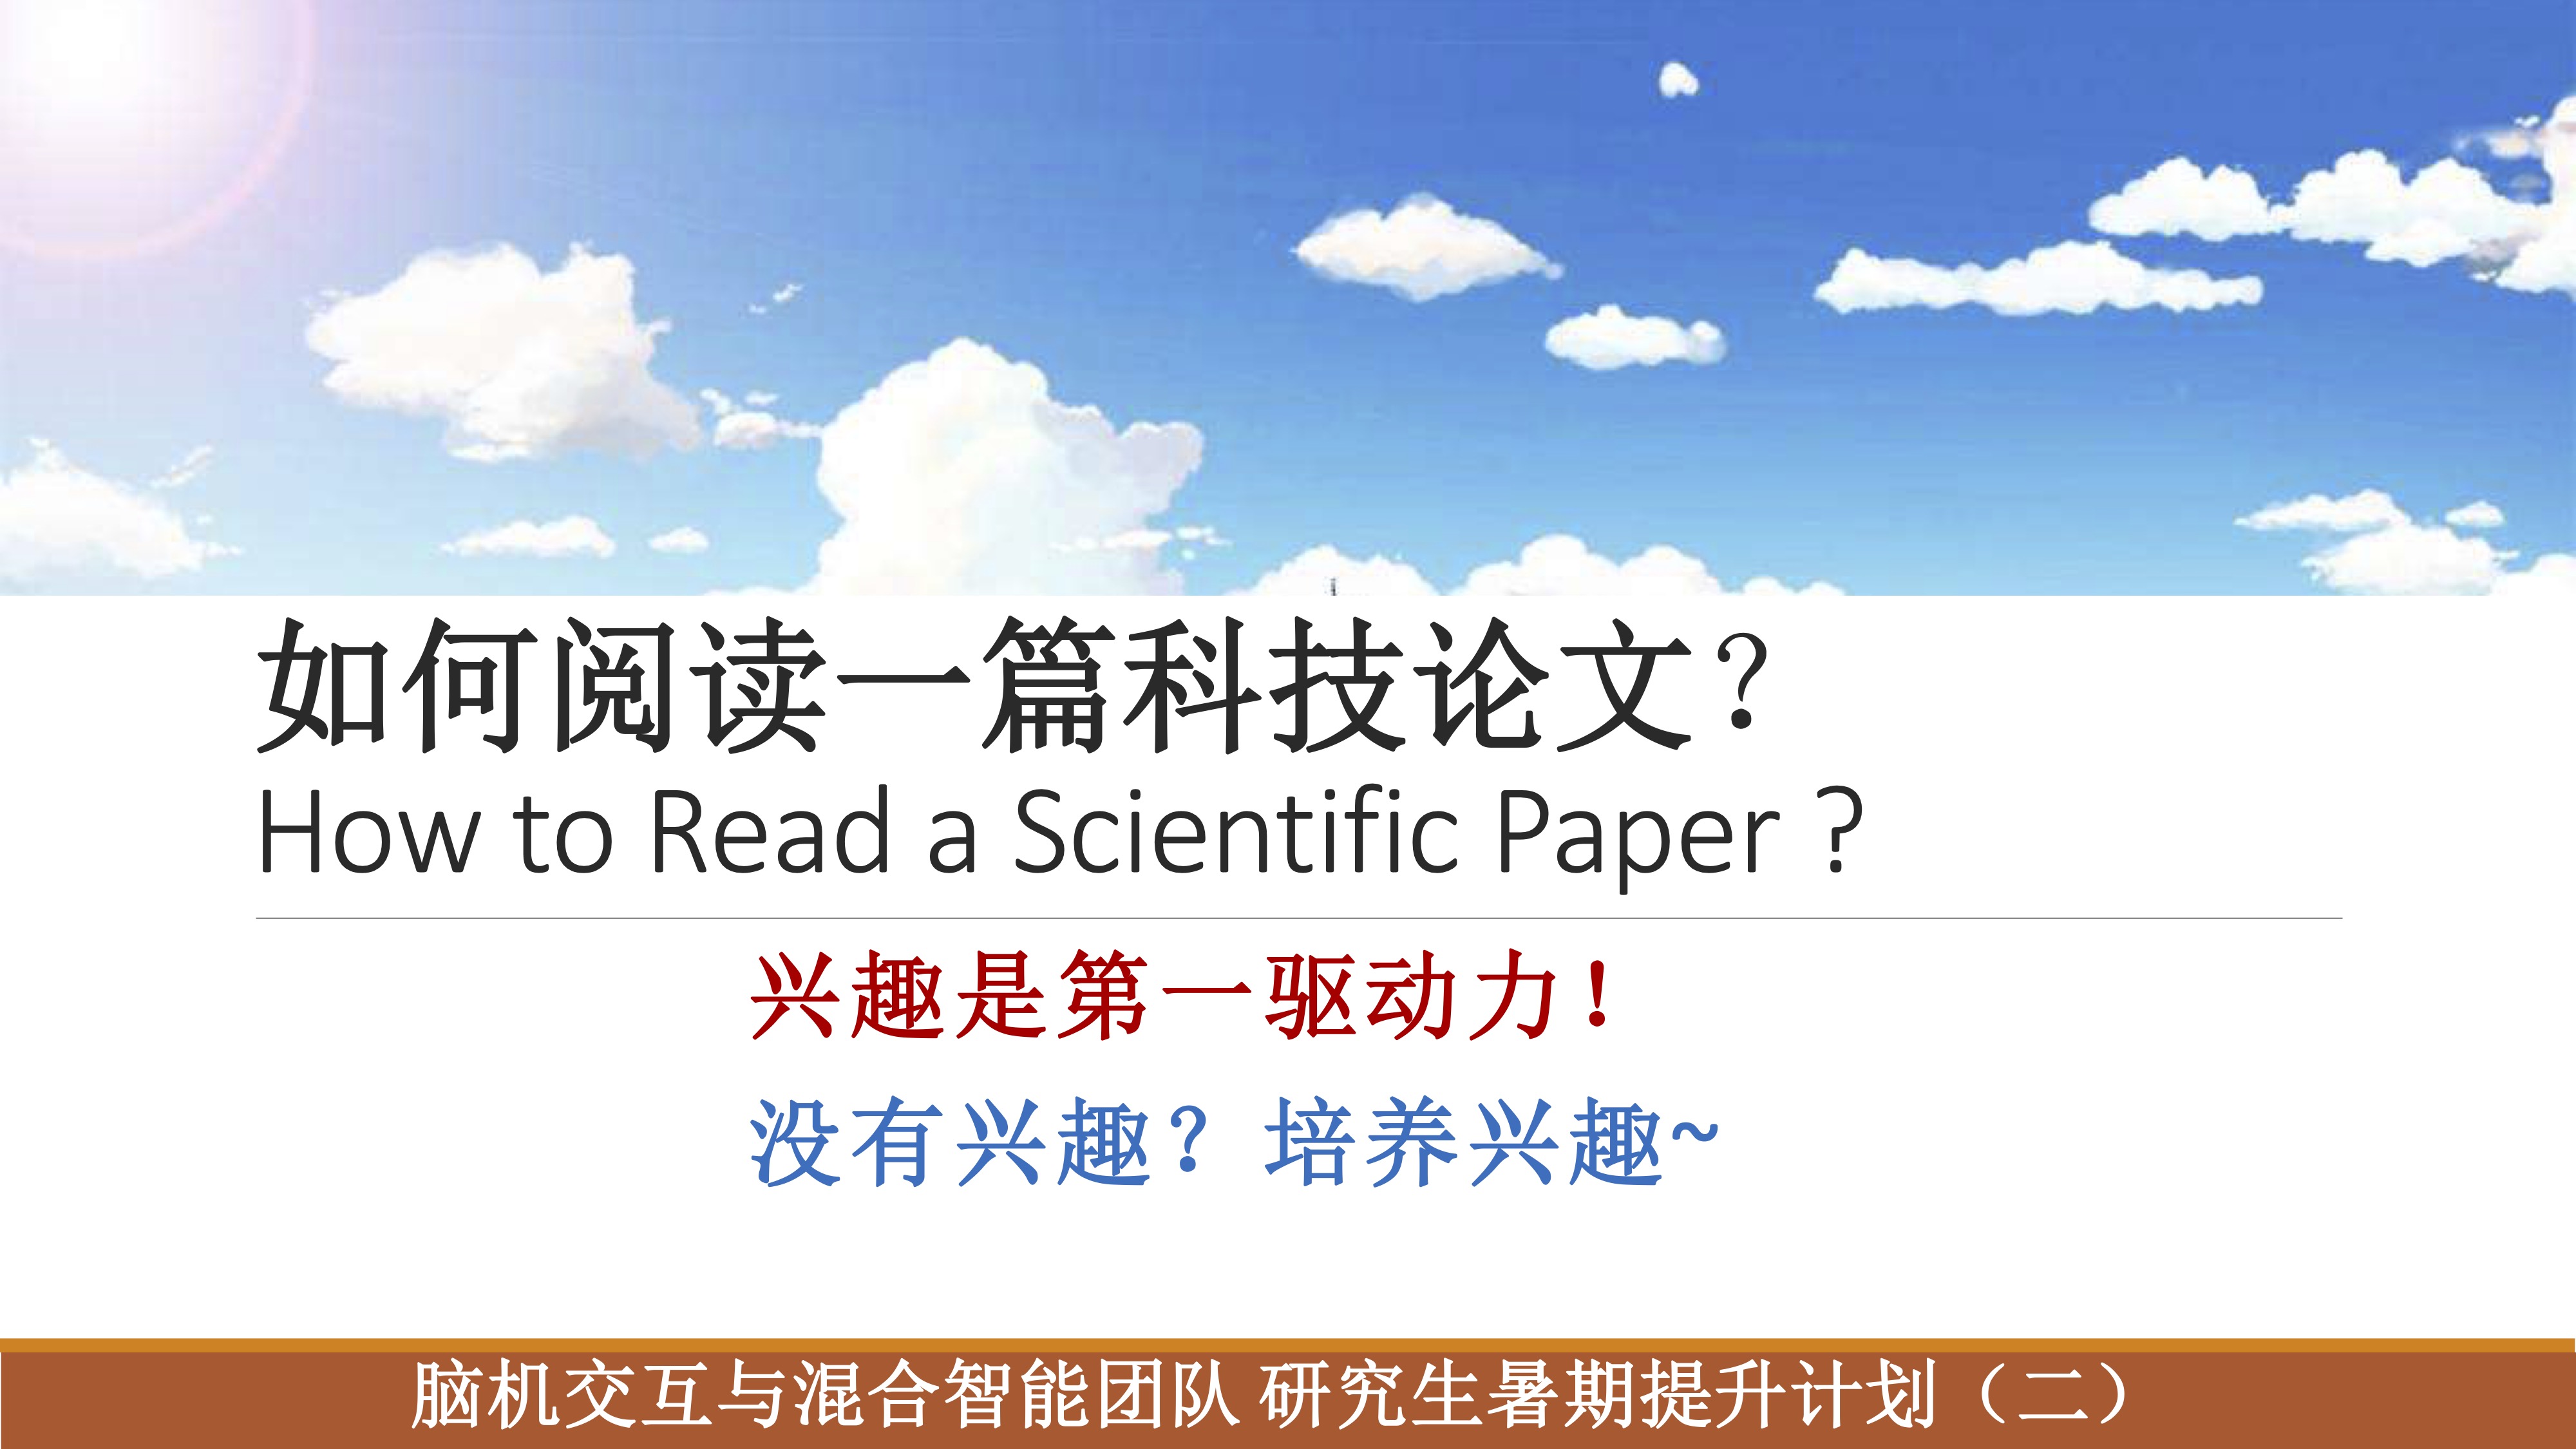 如何阅读一篇科技论文?
How to Read a Scientific Paper ?
兴趣是第一驱动力！
没有兴趣？培养兴趣~
脑机交互与混合智能团队 研究生暑期提升计划（二）